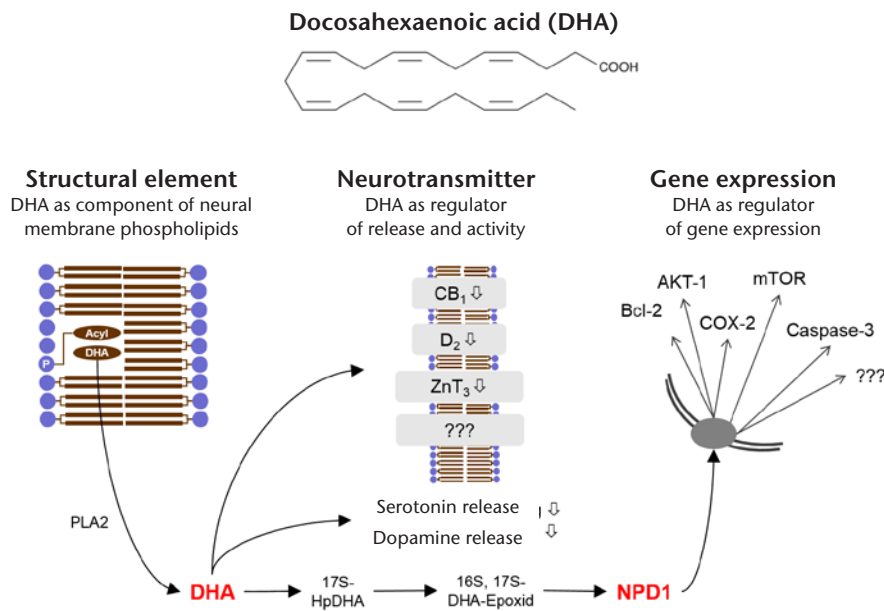 Docosahexaenoic acid (DHA)
COOH
Structural element
DHA as component of neural
membrane phospholipids
Neurotransmitter
DHA as regulator
of release and activity
Gene expression
DHA as regulator
of gene expression
Acyl
DHA
P
PLA2
CB₁ ⇩
D₂ ⇩
ZnT₃ ⇩
???
Serotonin release ⇩
Dopamine release ⇩
AKT-1
mTOR
Bcl-2
COX-2
Caspase-3
???
DHA
17S-
HpDHA
16S, 17S-
DHA-Epoxid
NPD1